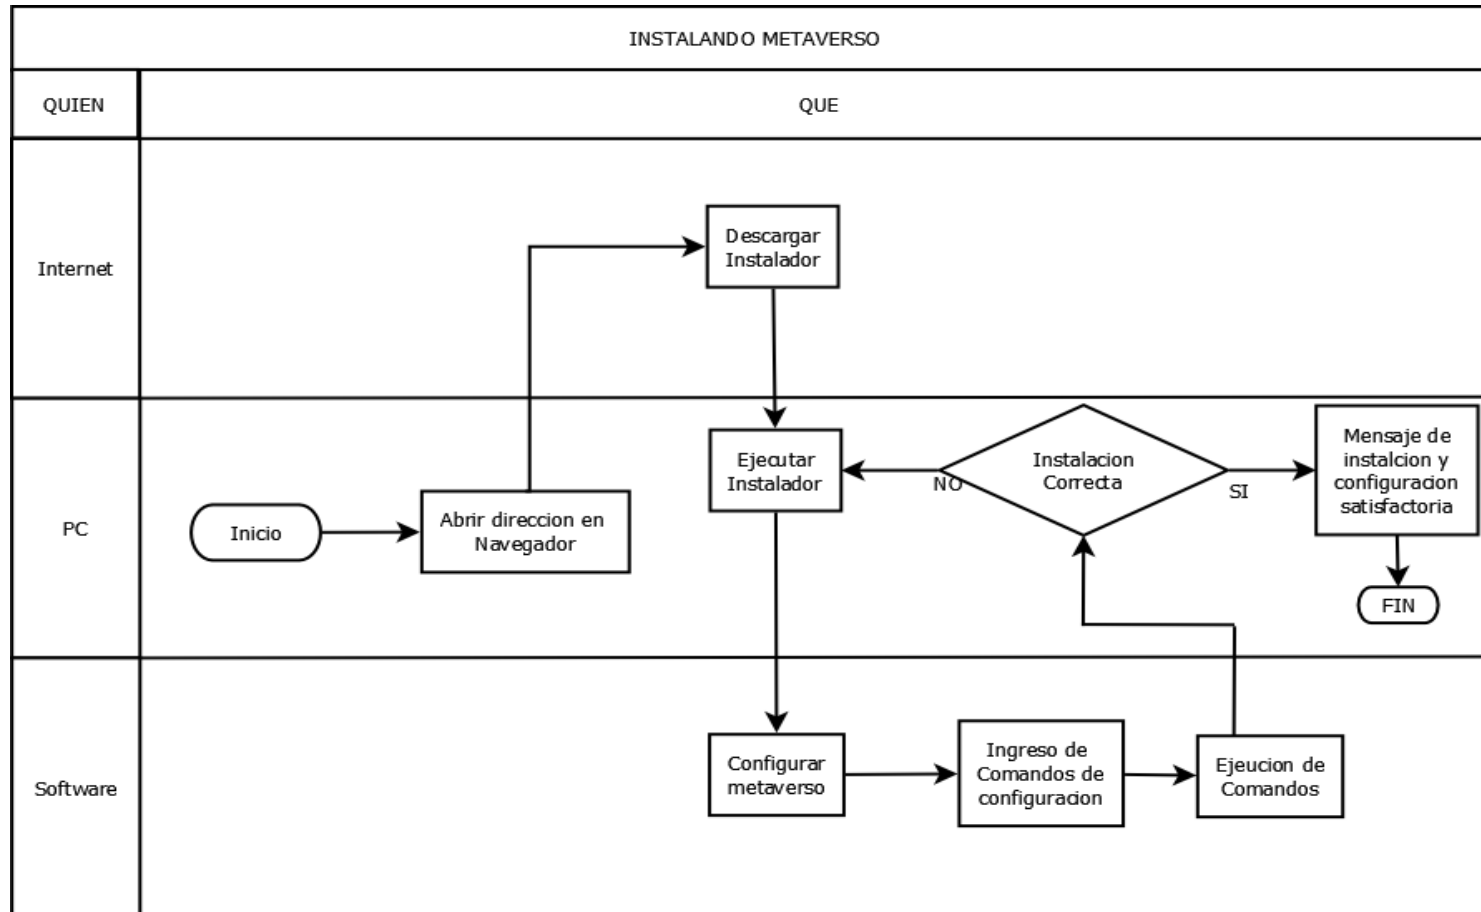 INSTALANDO METAVERSO
QUIEN
QUE
Internet
Descargar
Instalador
PC
Inicio
Abrir direccion en
Navegador
Ejecutar
Instalador
NO
Instalacion
Correcta
SI
Mensaje de
instalcion y
configuracion
satisfactoria
FIN
Software
Configurar
metaverso
Ingreso de
Comandos de
configuracion
Ejeucion de
Comandos